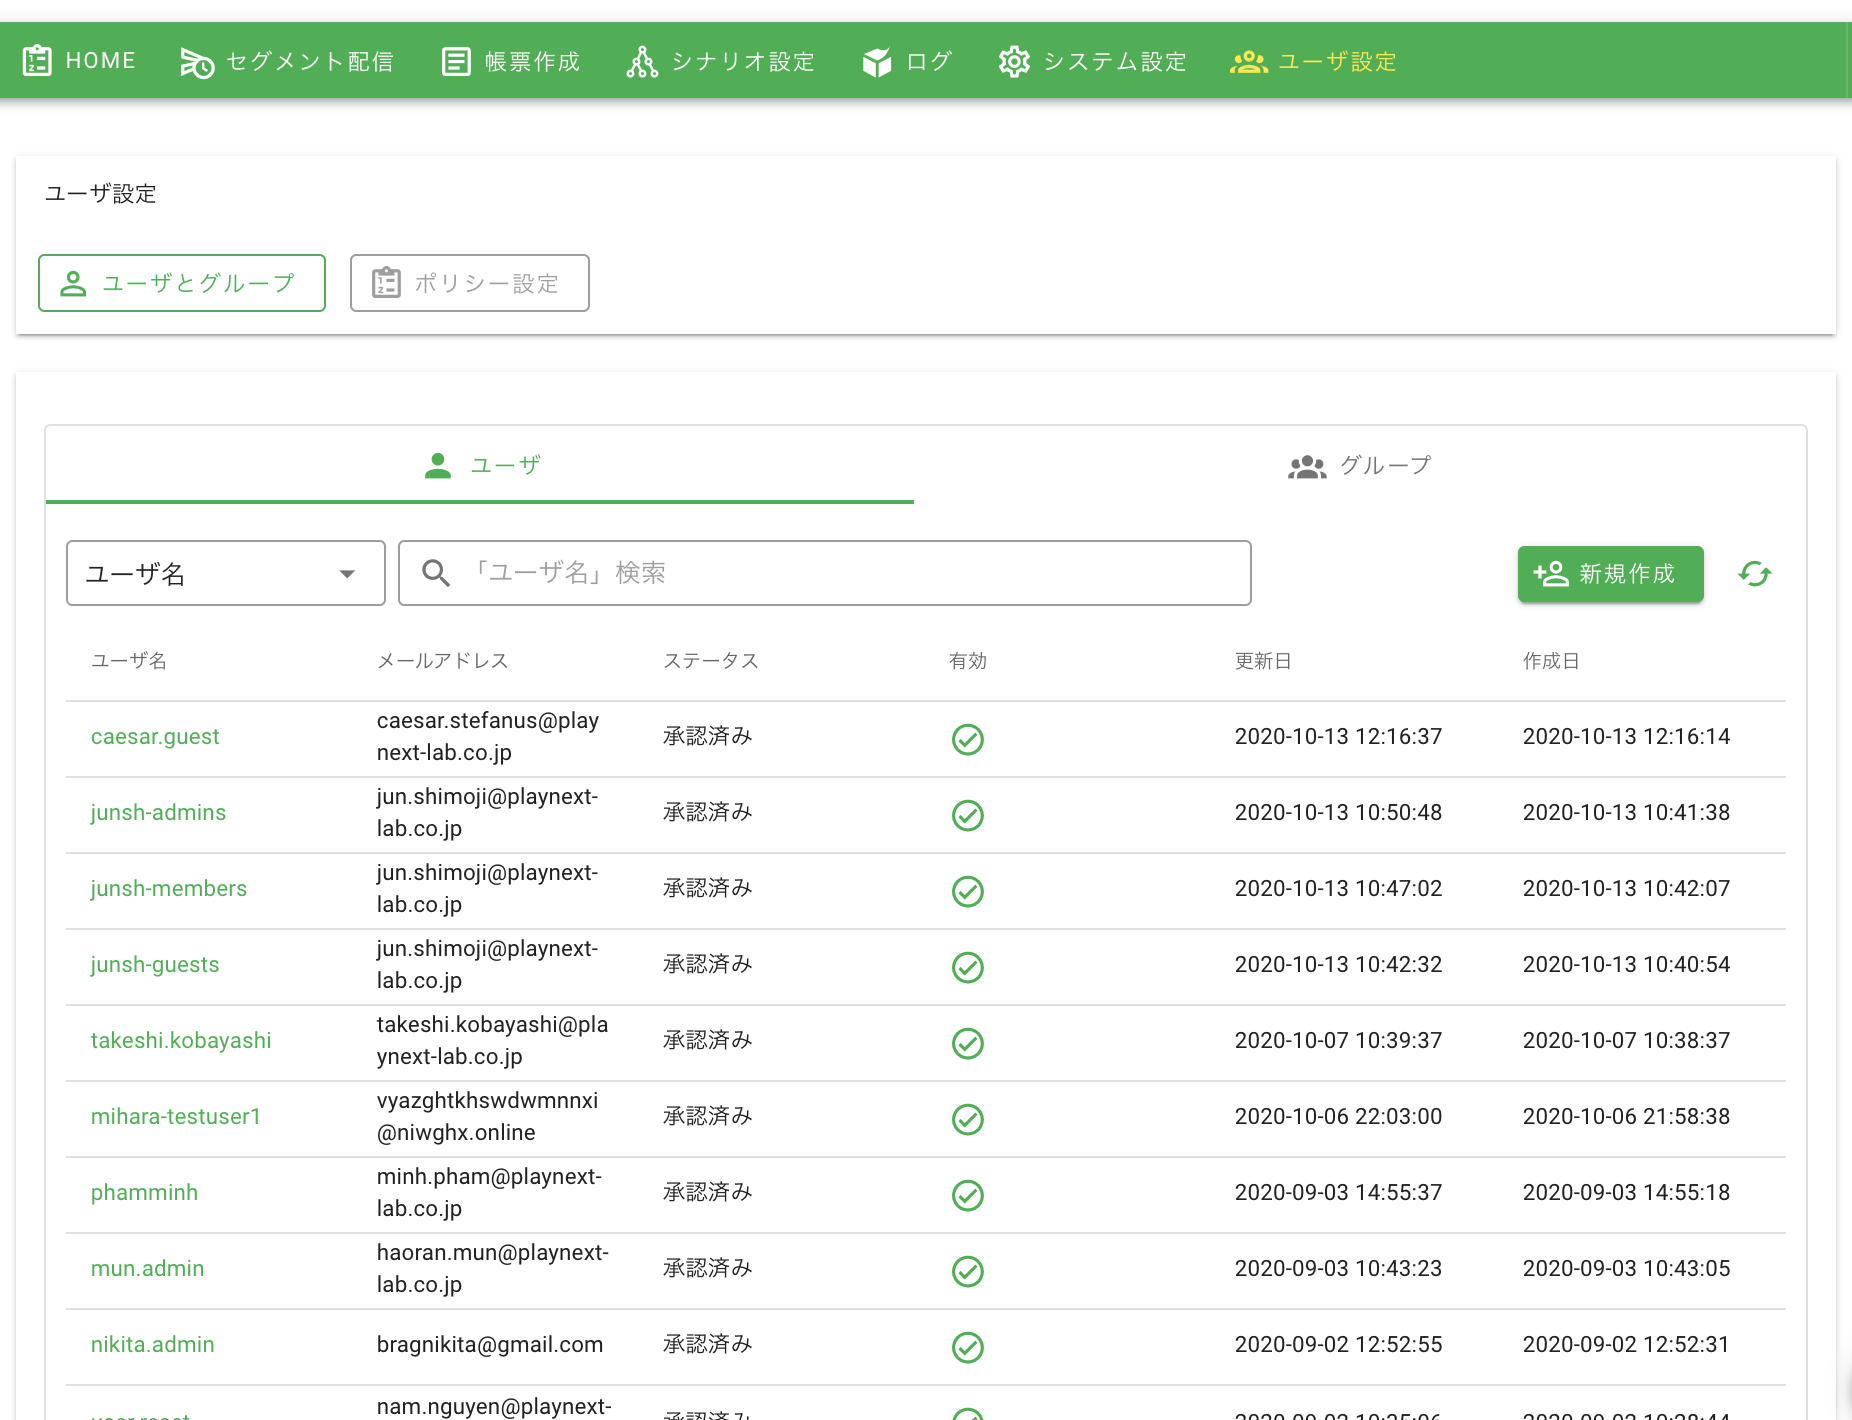 HOME セグメント配信 帳票作成 シナリオ設定 ログ システム設定 ユーザ設定
ユーザ設定
ユーザとグループ ポリシー設定
ユーザ グループ
ユーザ名 「ユーザ名」検索 新規作成
ユーザ名 メールアドレス ステータス 有効 更新日 作成日
caesar.stefanus@play
caesar.guest 承認済み 2020-10-13 12:16:37 2020-10-13 12:16:14
next-lab.co.jp
jun.shimoji@playnext-
junsh-admins 承認済み 2020-10-13 10:50:48 2020-10-13 10:41:38
lab.co.jp
jun.shimoji@playnext-
junsh-members 承認済み 2020-10-13 10:47:02 2020-10-13 10:42:07
lab.co.jp
jun.shimoji@playnext-
junsh-guests 承認済み 2020-10-13 10:42:32 2020-10-13 10:40:54
lab.co.jp
takeshi.kobayashi@pla
takeshi.kobayashi 承認済み 2020-10-07 10:39:37 2020-10-07 10:38:37
ynext-lab.co.jp
vyazghtkhswdwmnnxi
mihara-testuser1 承認済み 2020-10-06 22:03:00 2020-10-06 21:58:38
@niwghx.online
minh.pham@playnext-
phamminh 承認済み 2020-09-03 14:55:37 2020-09-03 14:55:18
lab.co.jp
haoran.mun@playnext-
mun.admin 承認済み 2020-09-03 10:43:23 2020-09-03 10:43:05
lab.co.jp
nikita.admin bragnikita@gmail.com 承認済み 2020-09-02 12:52:55 2020-09-02 12:52:31
nam.nguyen@playnext-